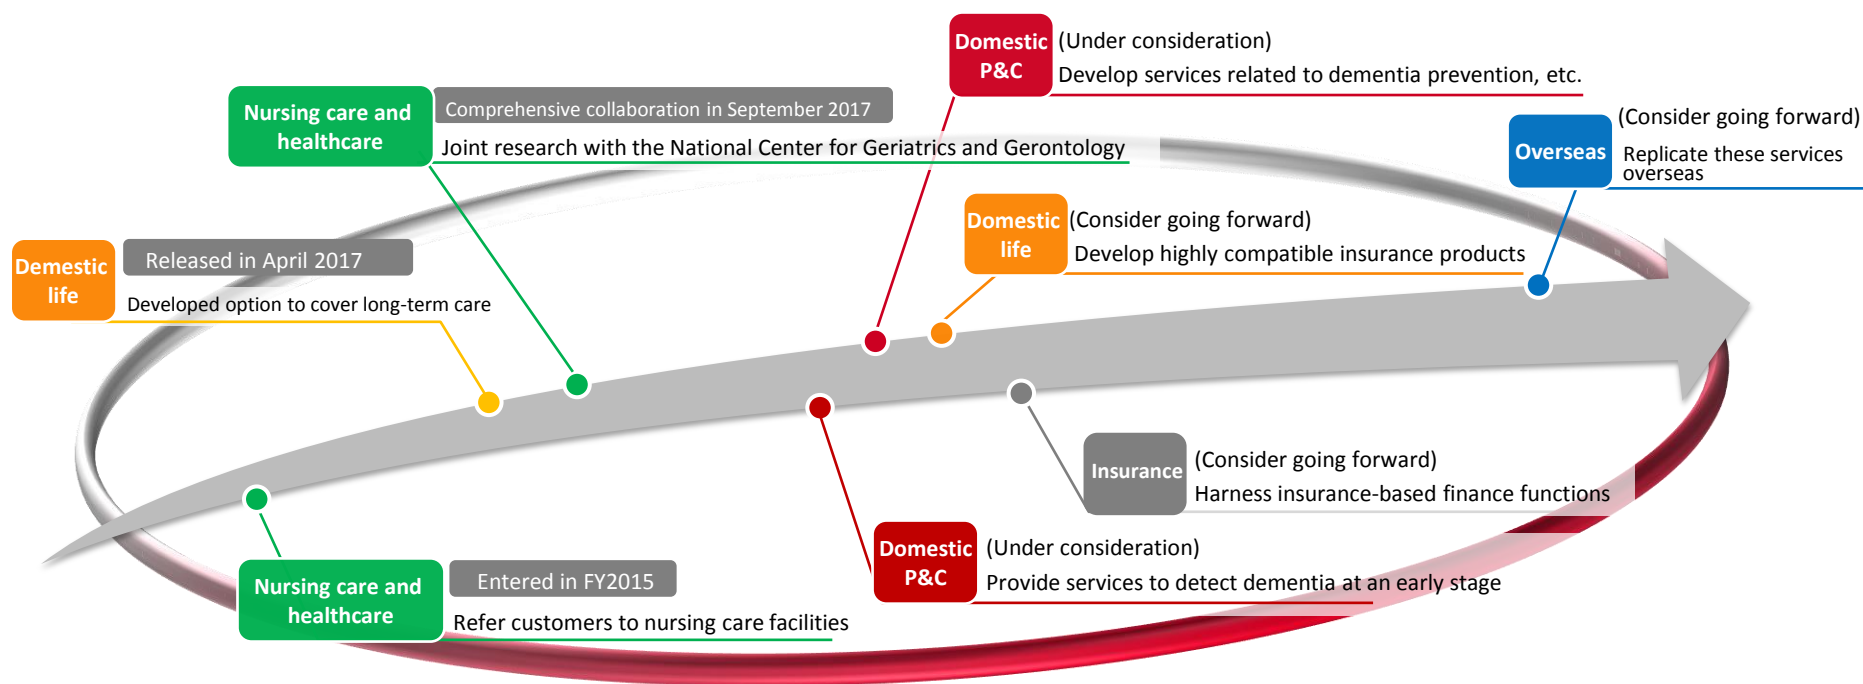 Domestic
P&C
(Under consideration)
Develop services related to dementia prevention, etc.
Nursing care and
healthcare
Comprehensive collaboration in September 2017
Joint research with the National Center for Geriatrics and Gerontology
Overseas
(Consider going forward)
Replicate these services
overseas
Demestic
life
Released in April 2017
Developed option to cover long-term care
Domestic
life
(Consider going forward)
Develop highly compatible insurance products
Insurance
(Consider going forward)
Harness insurance-based finance functions
Domestic
P&C
(Under consideration)
Provide services to detect dementia at an early stage
Nursing care and
healthcare
Entered in FY2015
Refer customers to nursing care facilities